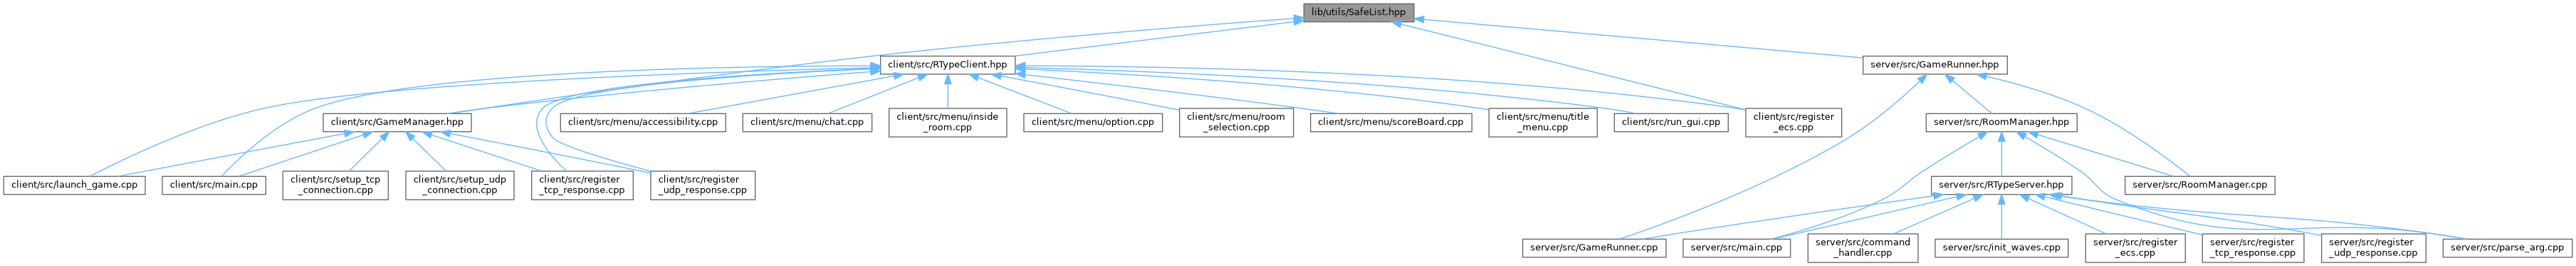 lib/utils/SafeList.hpp
client/src/RTypeClient.hpp
server/src/GameRunner.hpp
client/src/GameManager.hpp
client/src/menu/accessibility.cpp
client/src/menu/chat.cpp
client/src/menu/inside
_room.cpp
client/src/menu/option.cpp
client/src/menu/room
_selection.cpp
client/src/menu/scoreBoard.cpp
client/src/menu/title
_menu.cpp
client/src/run_gui.cpp
client/src/register
_ecs.cpp
server/src/RoomManager.hpp
client/src/launch_game.cpp
client/src/main.cpp
client/src/setup_tcp
_connection.cpp
client/src/setup_udp
_connection.cpp
client/src/register
_tcp_response.cpp
client/src/register
_udp_response.cpp
server/src/RTypeServer.hpp
server/src/RoomManager.cpp
server/src/GameRunner.cpp
server/src/main.cpp
server/src/command
_handler.cpp
server/src/init_waves.cpp
server/src/register
_ecs.cpp
server/src/register
_tcp_response.cpp
server/src/register
_udp_response.cpp
server/src/parse_arg.cpp